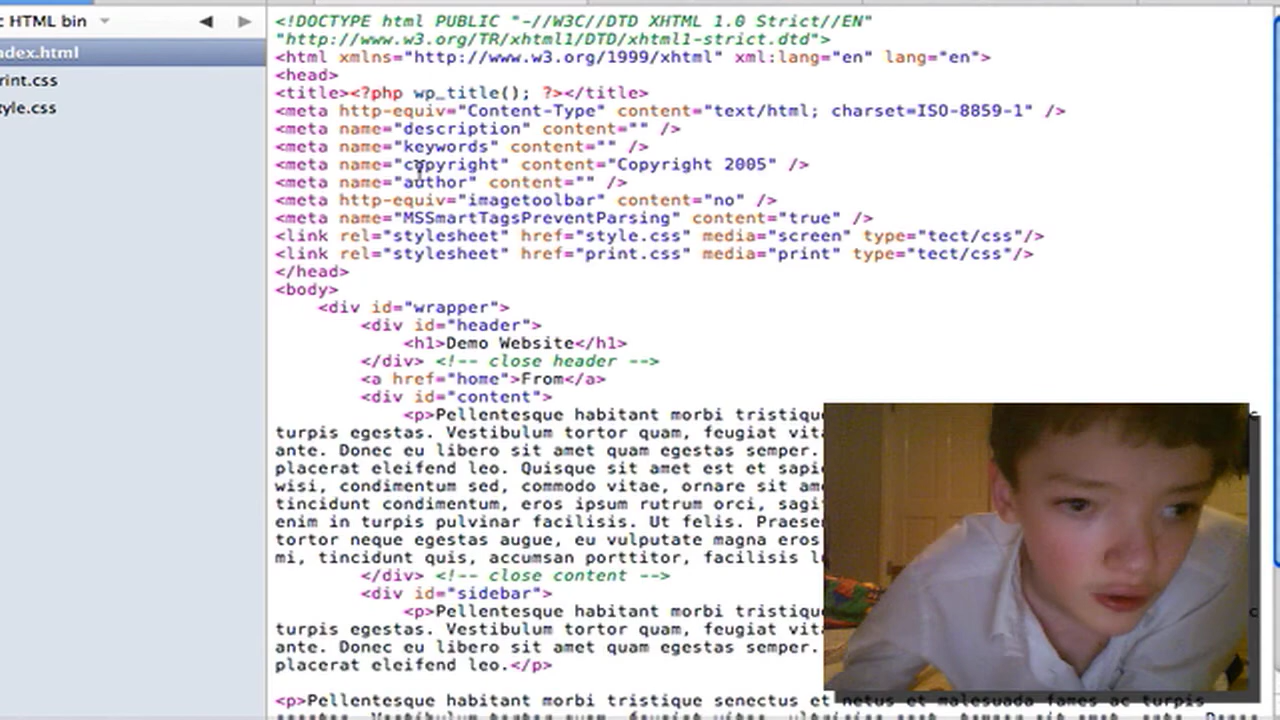 c HTML bin
ndex.html
rint.css
tyle.css
<!DOCTYPE html PUBLIC "-//W3C//DTD XHTML 1.0 Strict//EN"
"http://www.w3.org/TR/xhtml1/DTD/xhtml1-strict.dtd">
<html xmlns="http://www.w3.org/1999/xhtml" xml:lang="en" lang="en">
<head>
<title><?php wp_title(); ?></title>
<meta http-equiv="Content-Type" content="text/html; charset=ISO-8859-1" />
<meta name="description" content="" />
<meta name="keywords" content="" />
<meta name="copyright" content="Copyright 2005" />
<meta name="author" content="" />
<meta http-equiv="imagetoolbar" content="no" />
<meta name="MSSmartTagsPreventParsing" content="true" />
<link rel="stylesheet" href="style.css" media="screen" type="tect/css"/>
<link rel="stylesheet" href="print.css" media="print" type="tect/css"/>
</head>
<body>
<div id="wrapper">
<div id="header">
<h1>Demo Website</h1>
</div> <!-- close header -->
<a href="home">From</a>
<div id="content">
<p>Pellentesque habitant morbi tristique
turpis egestas. Vestibulum tortor quam, feugiat vita
ante. Donec eu libero sit amet quam egestas semper.
placerat eleifend leo. Quisque sit amet est et sapie
wisi, condimentum sed, commodo vitae, ornare sit ame
tincidunt condimentum, eros ipsum rutrum orci, sagit
enim in turpis pulvinar facilisis. Ut felis. Praesen
tortor neque egestas augue, eu vulputate magna eros
mi, tincidunt quis, accumsan porttitor, facilisis lu
</div> <!-- close content -->
<div id="sidebar">
<p>Pellentesque habitant morbi tristique
turpis egestas. Vestibulum tortor quam, feugiat vita
ante. Donec eu libero sit amet quam egestas semper.
placerat eleifend leo.</p>
<p>Pellentesque habitant morbi tristique senectus et netus et malesuada fames ac turpis